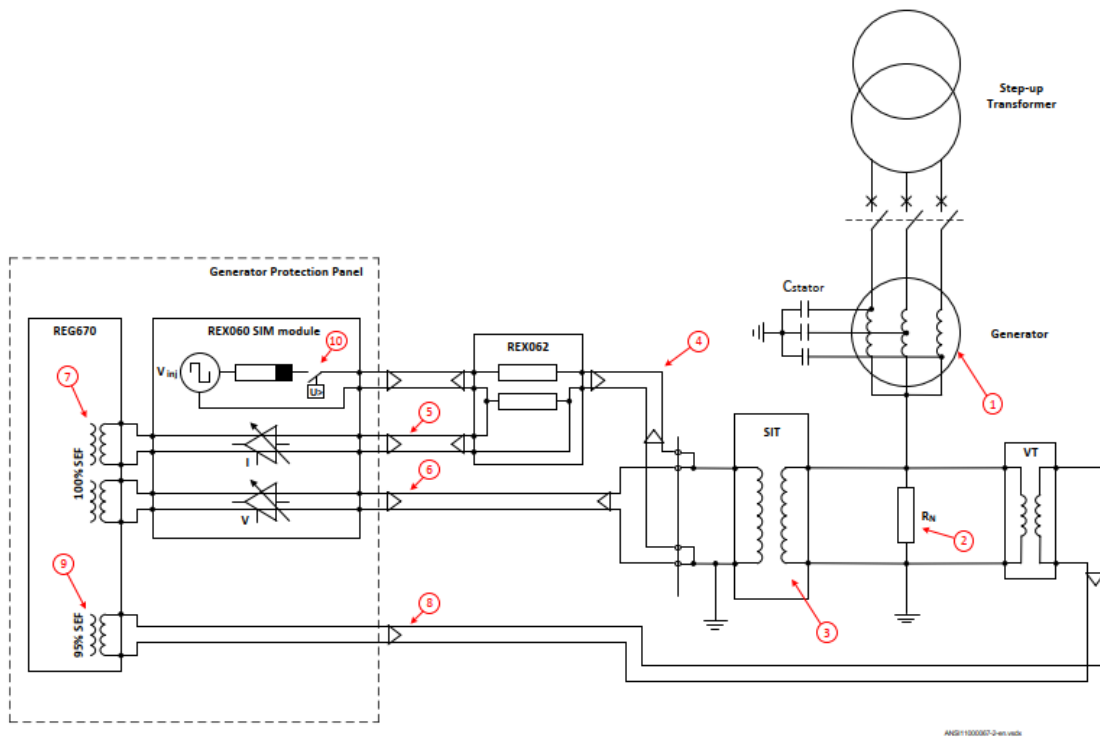 Step-up
Transformer
Generator Protection Panel
Cstator
REG670
REX060 SIM module
REX062
Generator
10
4
7
V inj
U>
1
5
SIT
VT
I
100% SEF
6
RN
2
V
9
8
3
95% SEF
ANSI11000067-2-en.vsdx